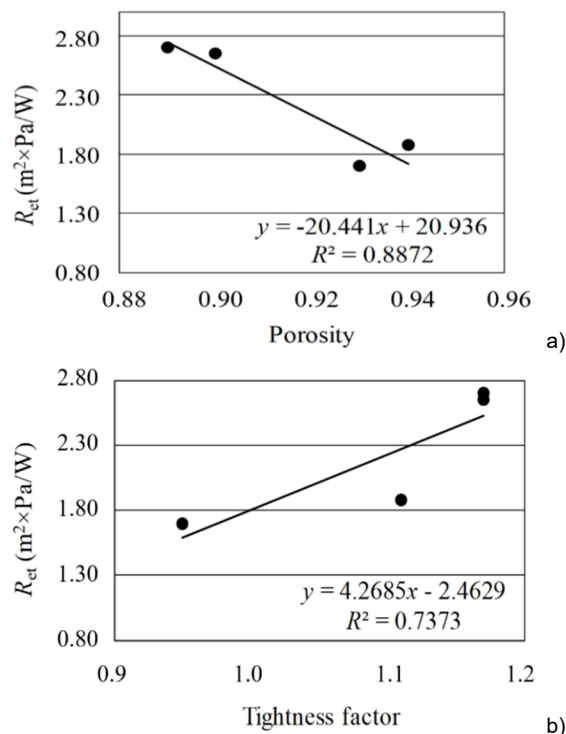 2.80
2.30
1.80
1.30
0.80
R_et (m²×Pa/W)
y = -20.441x + 20.936
R² = 0.8872
0.88 0.90 0.92 0.94 0.96
Porosity
a)
2.80
2.30
1.80
1.30
0.80
R_et (m²×Pa/W)
y = 4.2685x - 2.4629
R² = 0.7373
0.9 1.0 1.1 1.2
Tightness factor
b)